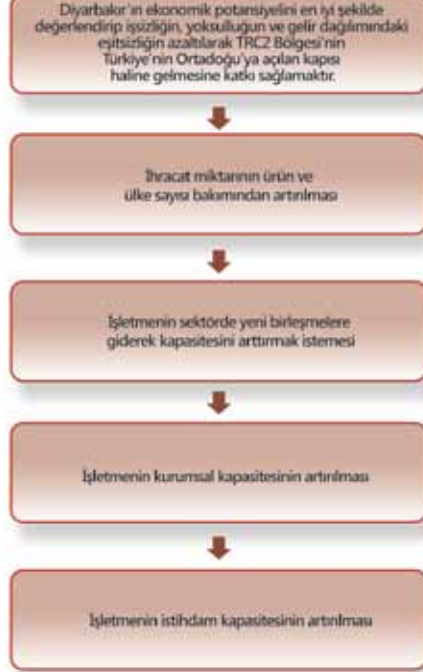 Diyarbakır'ın ekonomik potansiyelini en iyi şekilde
değerlendirip işsizliğin, yoksulluğun ve gelir dağılımındaki
eşitsizliğin azaltılarak TRC2 Bölgesi'nin
Türkiye'nin Ortadoğu'ya açılan kapısı
haline gelmesine katkı sağlamaktır.
İhracat miktarının ürün ve
ülke sayısı bakımından artırılması
İşletmenin sektörde yeni birleşmelere
giderek kapasitesini arttırmak istemesi
İşletmenin kurumsal kapasitesinin artırılması
İşletmenin istihdam kapasitesinin artırılması